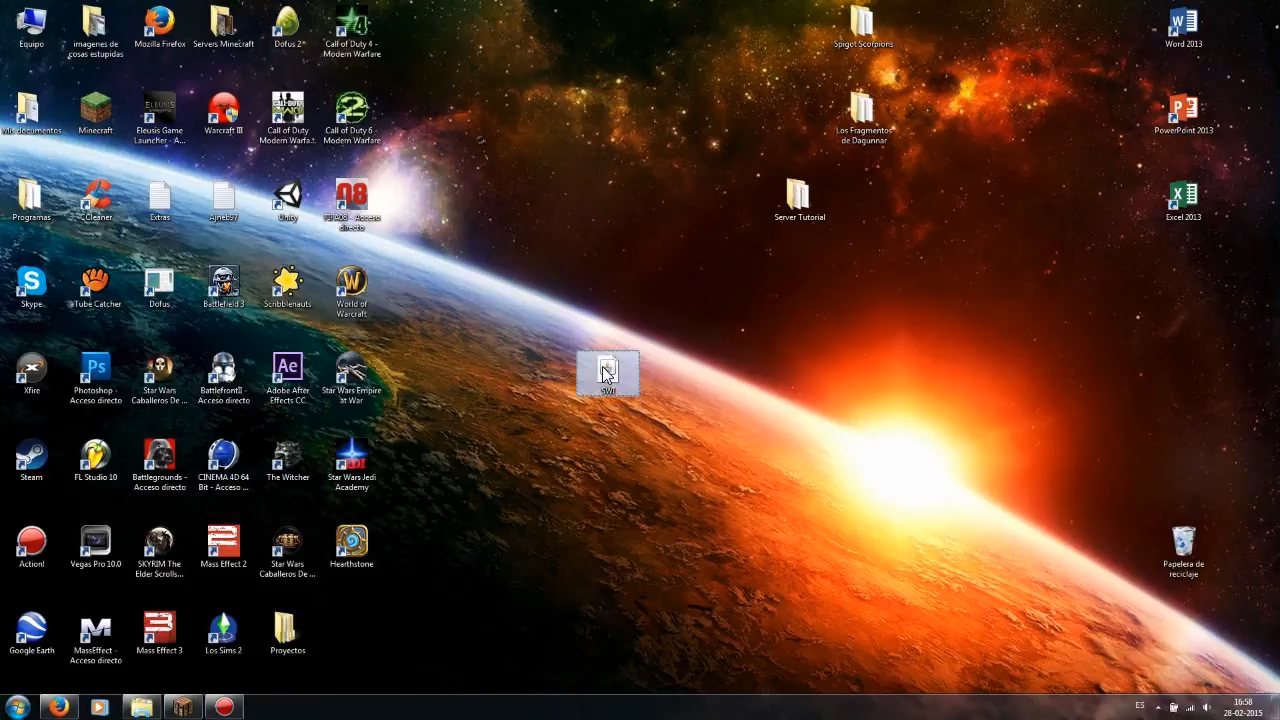 Equipo
imagenes de
cosas estupidas
Mozilla Firefox
Servers Minecraft
Dofus 2
Call of Duty 4 -
Modern Warfare
Spigot Scorpions
Word 2013
Mis documentos
Minecraft
Eleusis Game
Launcher - A...
Warcraft III
Call of Duty
Modern Warfa...
Call of Duty 6 -
Modern Warfare
Los Fragmentos
de Dagunnar
PowerPoint 2013
Programas
CCleaner
Extras
Ajneb97
Unity
FIFA08 - Acceso
directo
Server Tutorial
Excel 2013
Skype
aTube Catcher
Dofus
Battlefield 3
Scribblenauts
World of
Warcraft
Xfire
Photoshop -
Acceso directo
Star Wars
Caballeros De ...
BattlefrontII -
Acceso directo
Adobe After
Effects CC
Star Wars Empire
at War
Steam
FL Studio 10
Battlegrounds -
Acceso directo
CINEMA 4D 64
Bit - Acceso ...
The Witcher
Star Wars Jedi
Academy
Action!
Vegas Pro 10.0
SKYRIM The
Elder Scrolls...
Mass Effect 2
Star Wars
Caballeros De ...
Hearthstone
Papelera de
reciclaje
Google Earth
MassEffect -
Acceso directo
Mass Effect 3
Los Sims 2
Proyectos
ES
16:58
28-02-2015